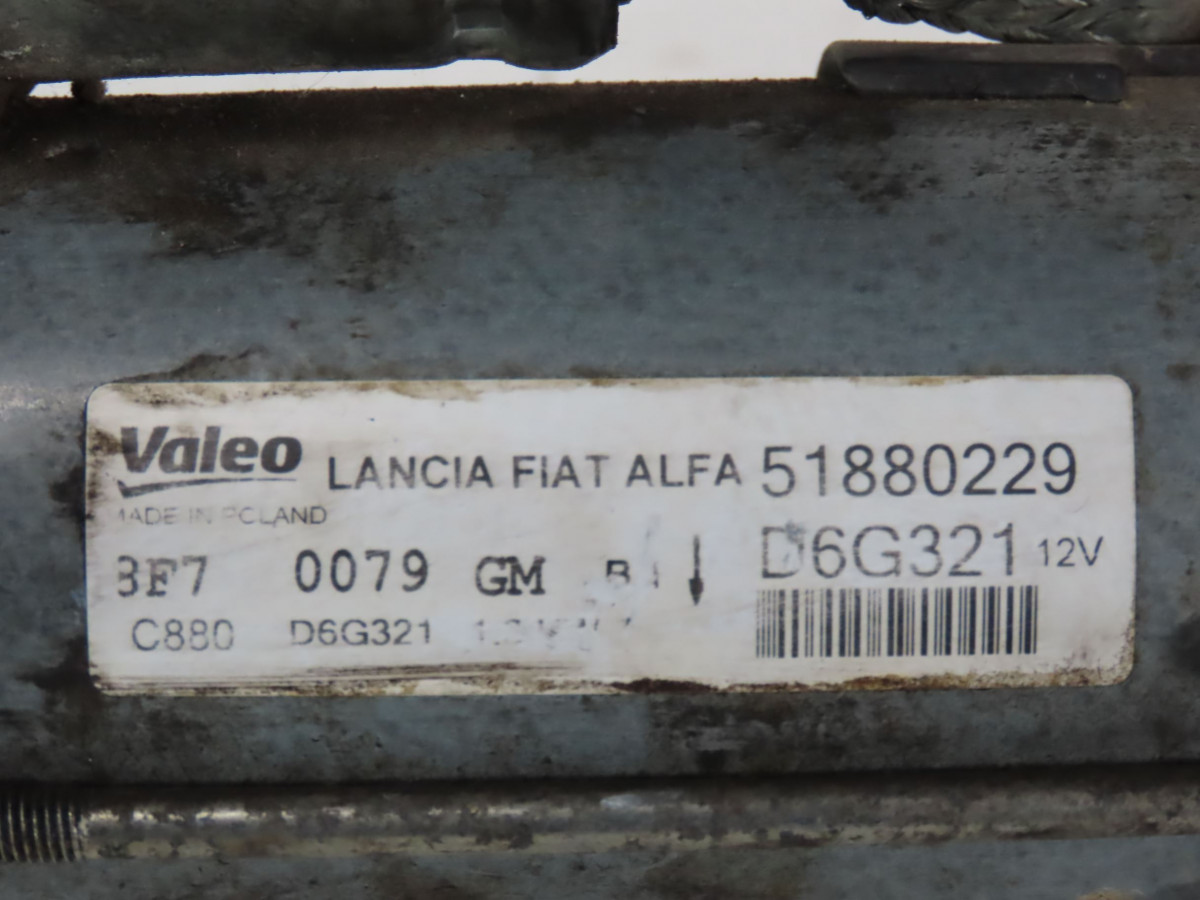 Valeo LANCIA FIAT ALFA 51880229
MADE IN POLAND
D6G321 12V
3F7 0079 GM B
C880 D6G321